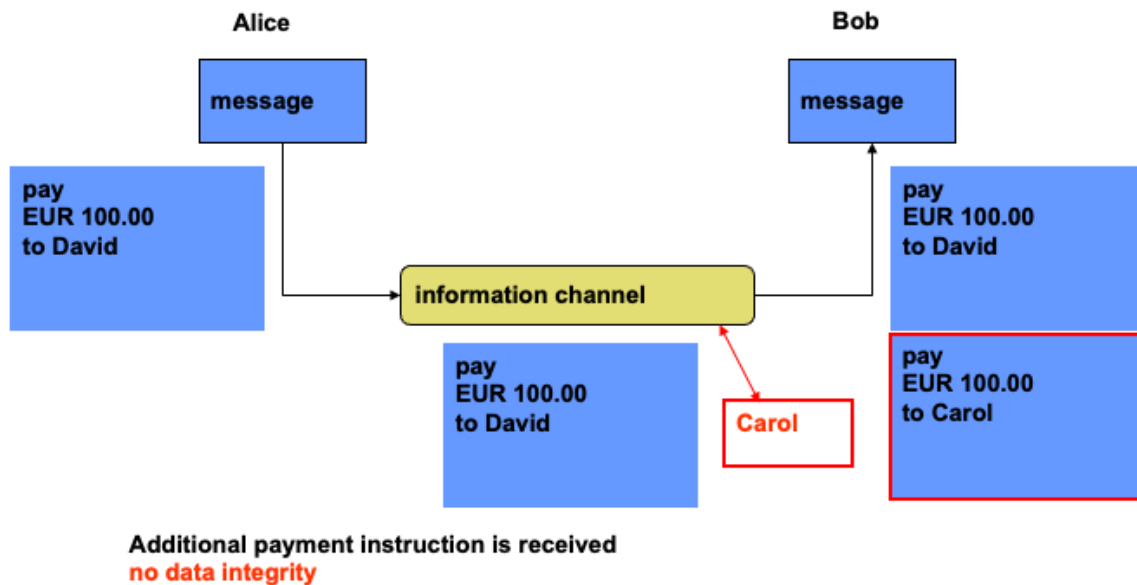 Alice
Bob
message
message
pay
EUR 100.00
to David
pay
EUR 100.00
to David
information channel
pay
EUR 100.00
to David
Carol
pay
EUR 100.00
to Carol
Additional payment instruction is received
no data integrity